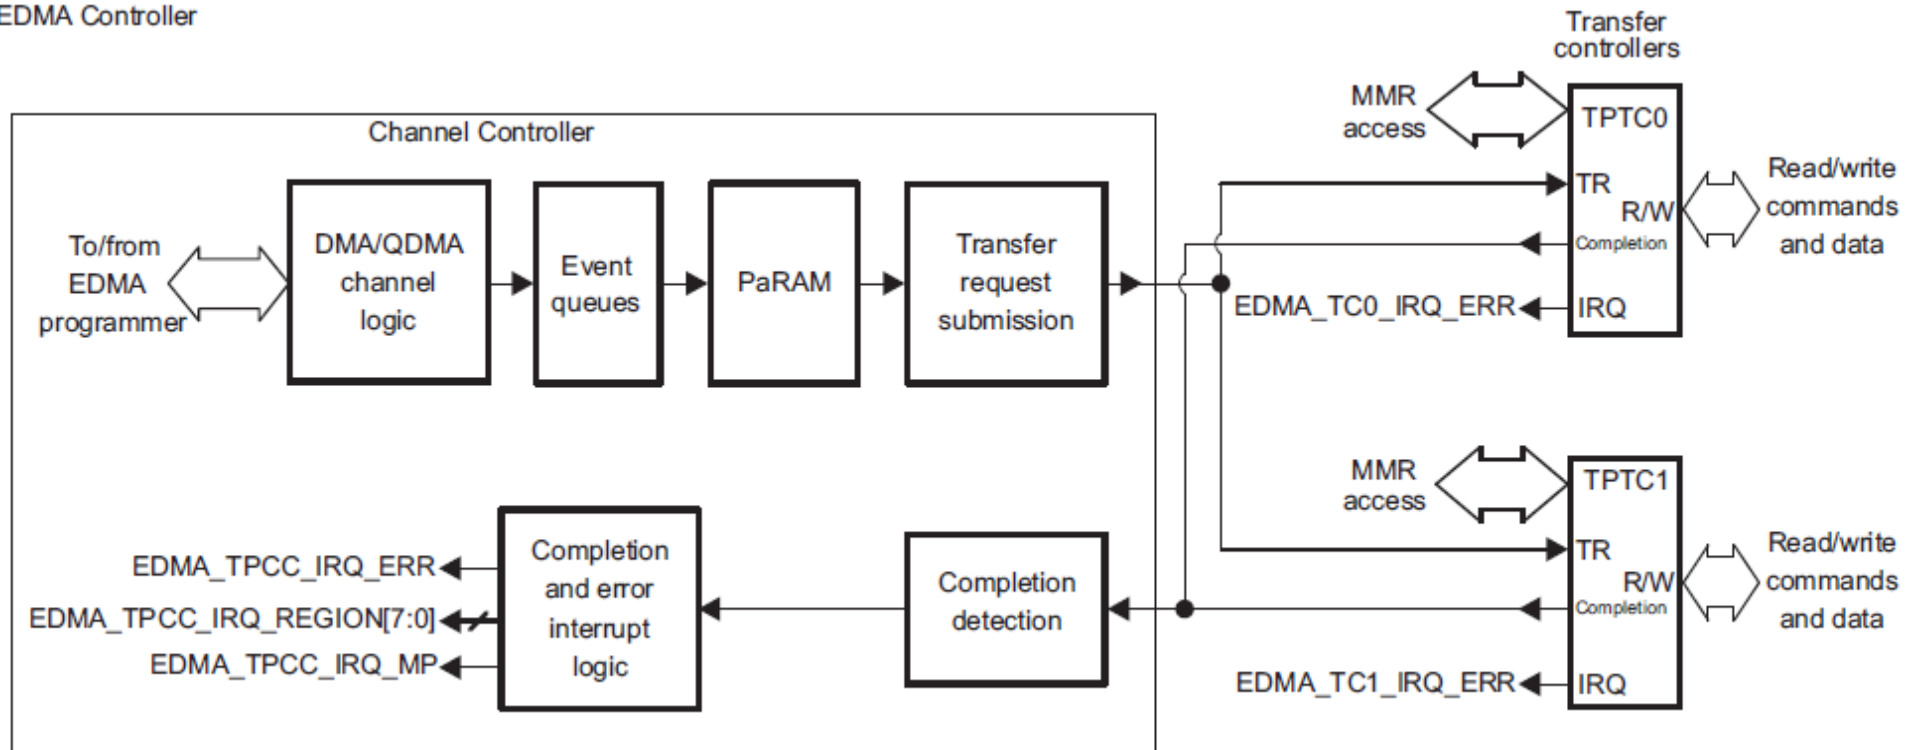 EDMA Controller
Transfer
controllers
Channel Controller
To/from
EDMA
programmer
DMA/QDMA
channel
logic
Event
queues
PaRAM
Transfer
request
submission
MMR
access
TPTC0
TR
R/W
Completion
IRQ
EDMA_TC0_IRQ_ERR
Read/write
commands
and data
MMR
access
TPTC1
TR
R/W
Completion
IRQ
EDMA_TC1_IRQ_ERR
Read/write
commands
and data
EDMA_TPCC_IRQ_ERR
EDMA_TPCC_IRQ_REGION[7:0]
EDMA_TPCC_IRQ_MP
Completion
and error
interrupt
logic
Completion
detection